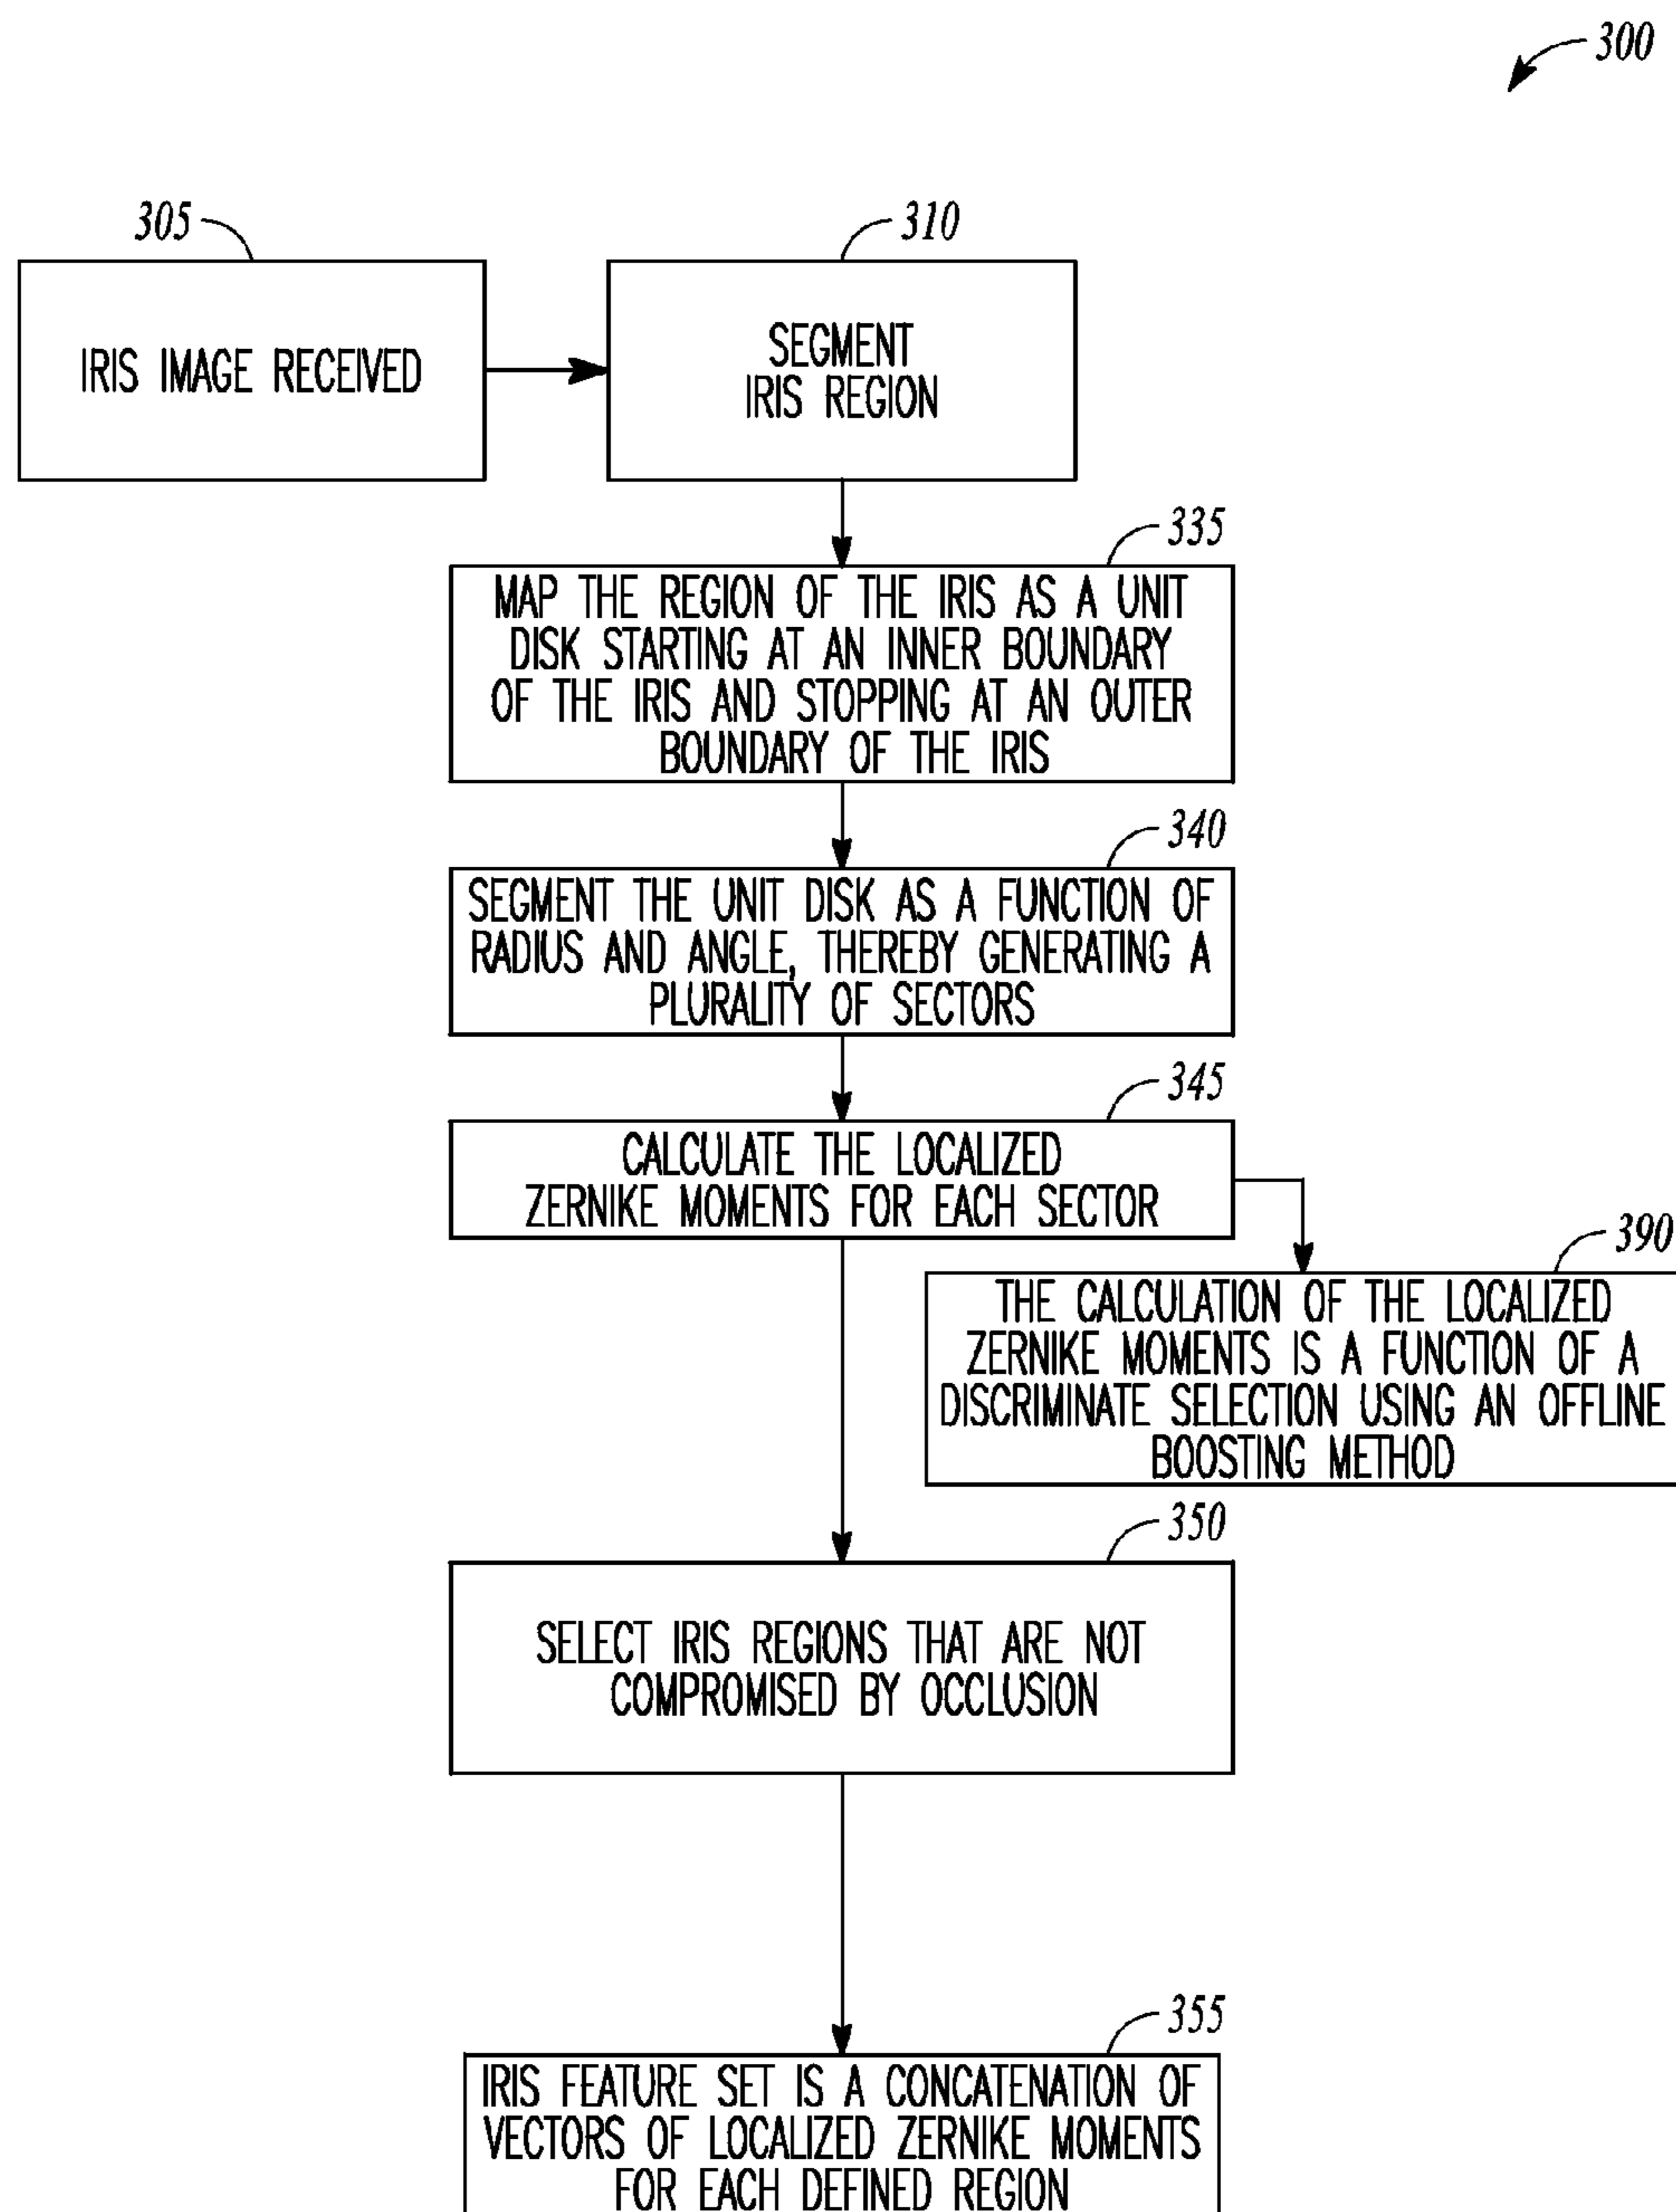 300
305
310
IRIS IMAGE RECEIVED
SEGMENT
IRIS REGION
335
MAP THE REGION OF THE IRIS AS A UNIT
DISK STARTING AT AN INNER BOUNDARY
OF THE IRIS AND STOPPING AT AN OUTER
BOUNDARY OF THE IRIS
340
SEGMENT THE UNIT DISK AS A FUNCTION OF
RADIUS AND ANGLE, THEREBY GENERATING A
PLURALITY OF SECTORS
345
CALCULATE THE LOCALIZED
ZERNIKE MOMENTS FOR EACH SECTOR
390
THE CALCULATION OF THE LOCALIZED
ZERNIKE MOMENTS IS A FUNCTION OF A
DISCRIMINATE SELECTION USING AN OFFLINE
BOOSTING METHOD
350
SELECT IRIS REGIONS THAT ARE NOT
COMPROMISED BY OCCLUSION
355
IRIS FEATURE SET IS A CONCATENATION OF
VECTORS OF LOCALIZED ZERNIKE MOMENTS
FOR EACH DEFINED REGION